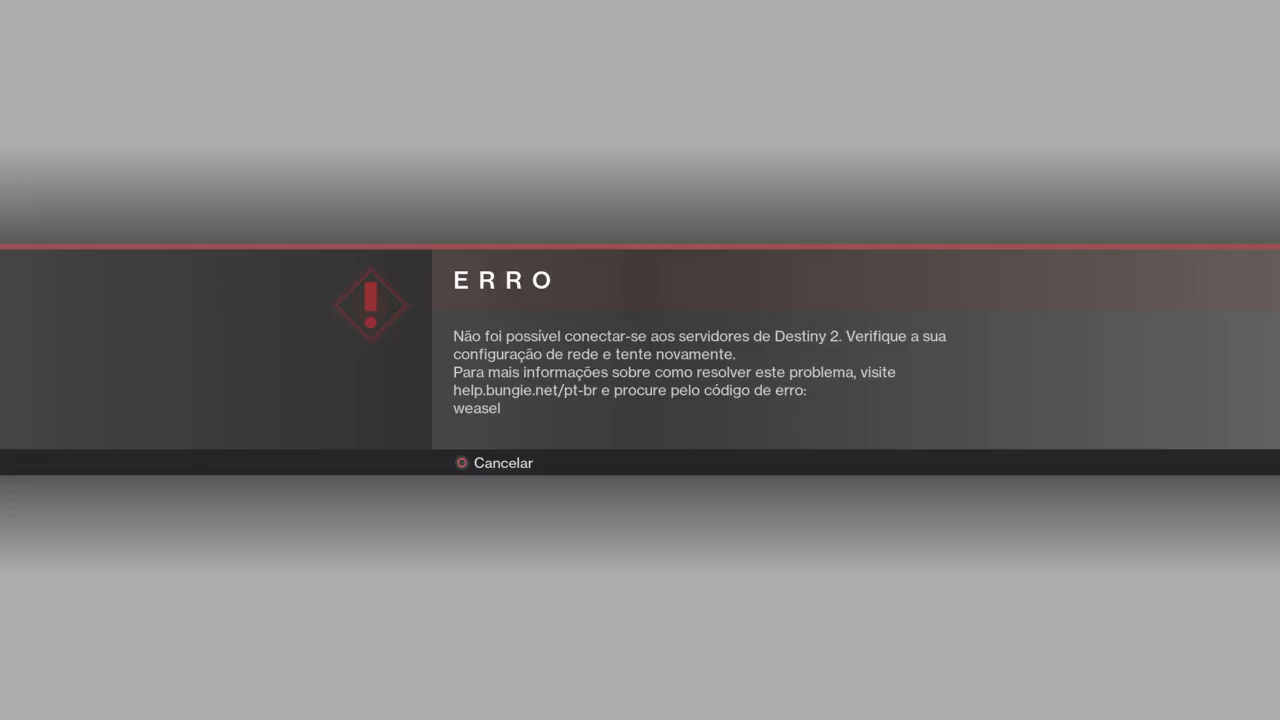 ERRO
Não foi possível conectar-se aos servidores de Destiny 2. Verifique a sua
configuração de rede e tente novamente.
Para mais informações sobre como resolver este problema, visite
help.bungie.net/pt-br e procure pelo código de erro:
weasel
Cancelar